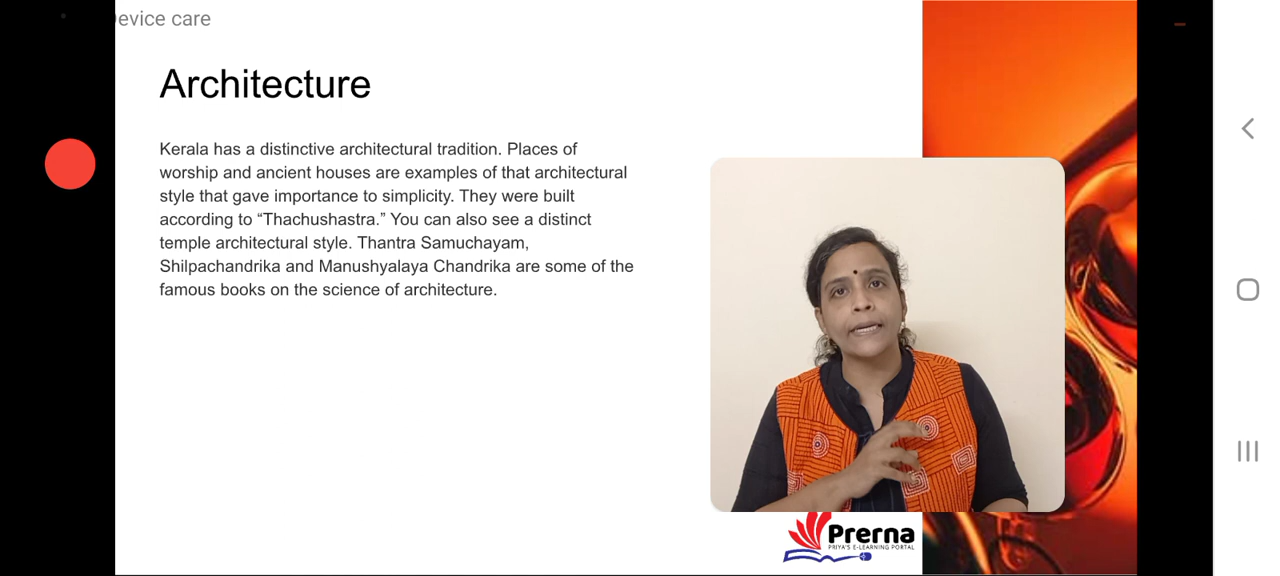 evice care
Architecture
Kerala has a distinctive architectural tradition. Places of
worship and ancient houses are examples of that architectural
style that gave importance to simplicity. They were built
according to “Thachushastra.” You can also see a distinct
temple architectural style. Thantra Samuchayam,
Shilpachandrika and Manushyalaya Chandrika are some of the
famous books on the science of architecture.
Prerna
PRIYA'S E-LEARNING PORTAL